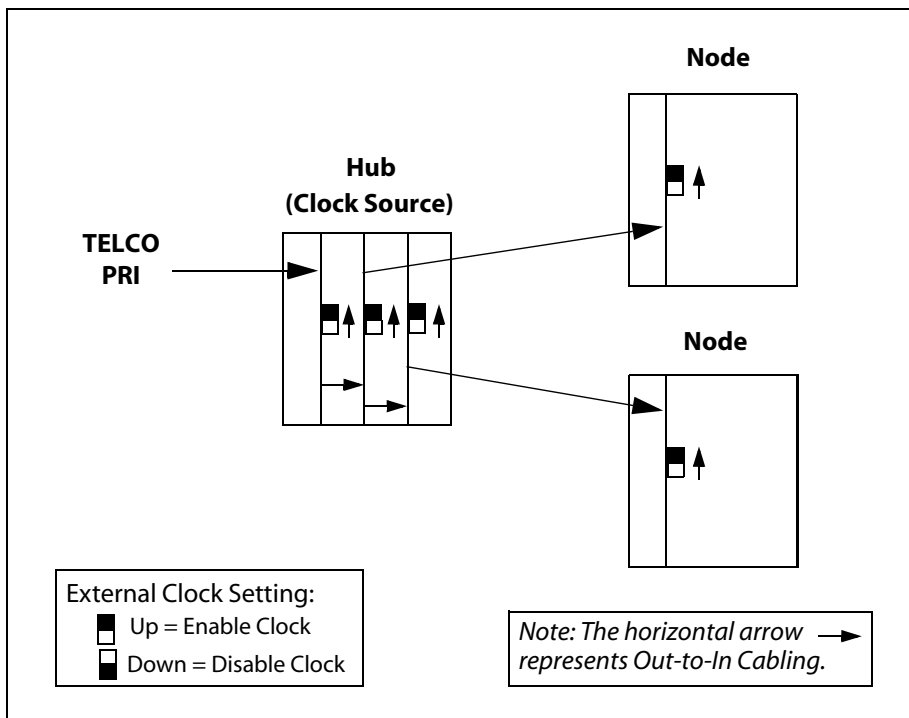 Node
Hub
(Clock Source)
TELCO
PRI
Node
External Clock Setting:
Up = Enable Clock
Down = Disable Clock
Note: The horizontal arrow
represents Out-to-In Cabling.